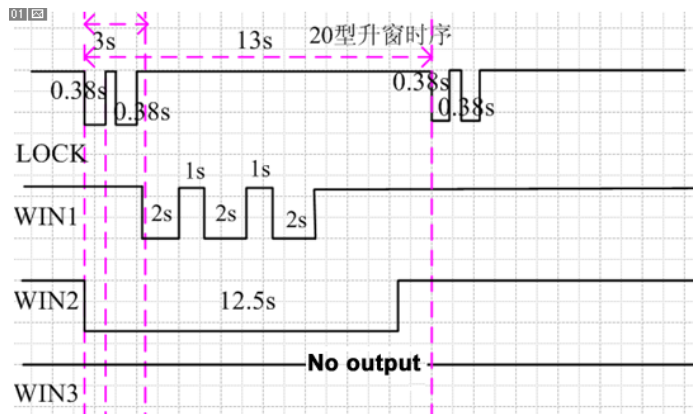 01
3s
13s
20型升窗时序
0.38s
0.38s
0.38s
0.38s
LOCK
1s
1s
WIN1
2s
2s
2s
WIN2
12.5s
No output
WIN3